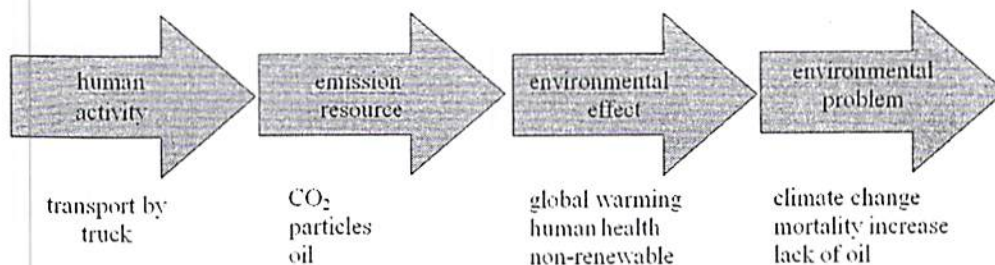 human
activity
emission
resource
environmental
effect
environmental
problem
transport by
truck
CO₂
particles
oil
global warming
human health
non-renewable
climate change
mortality increase
lack of oil